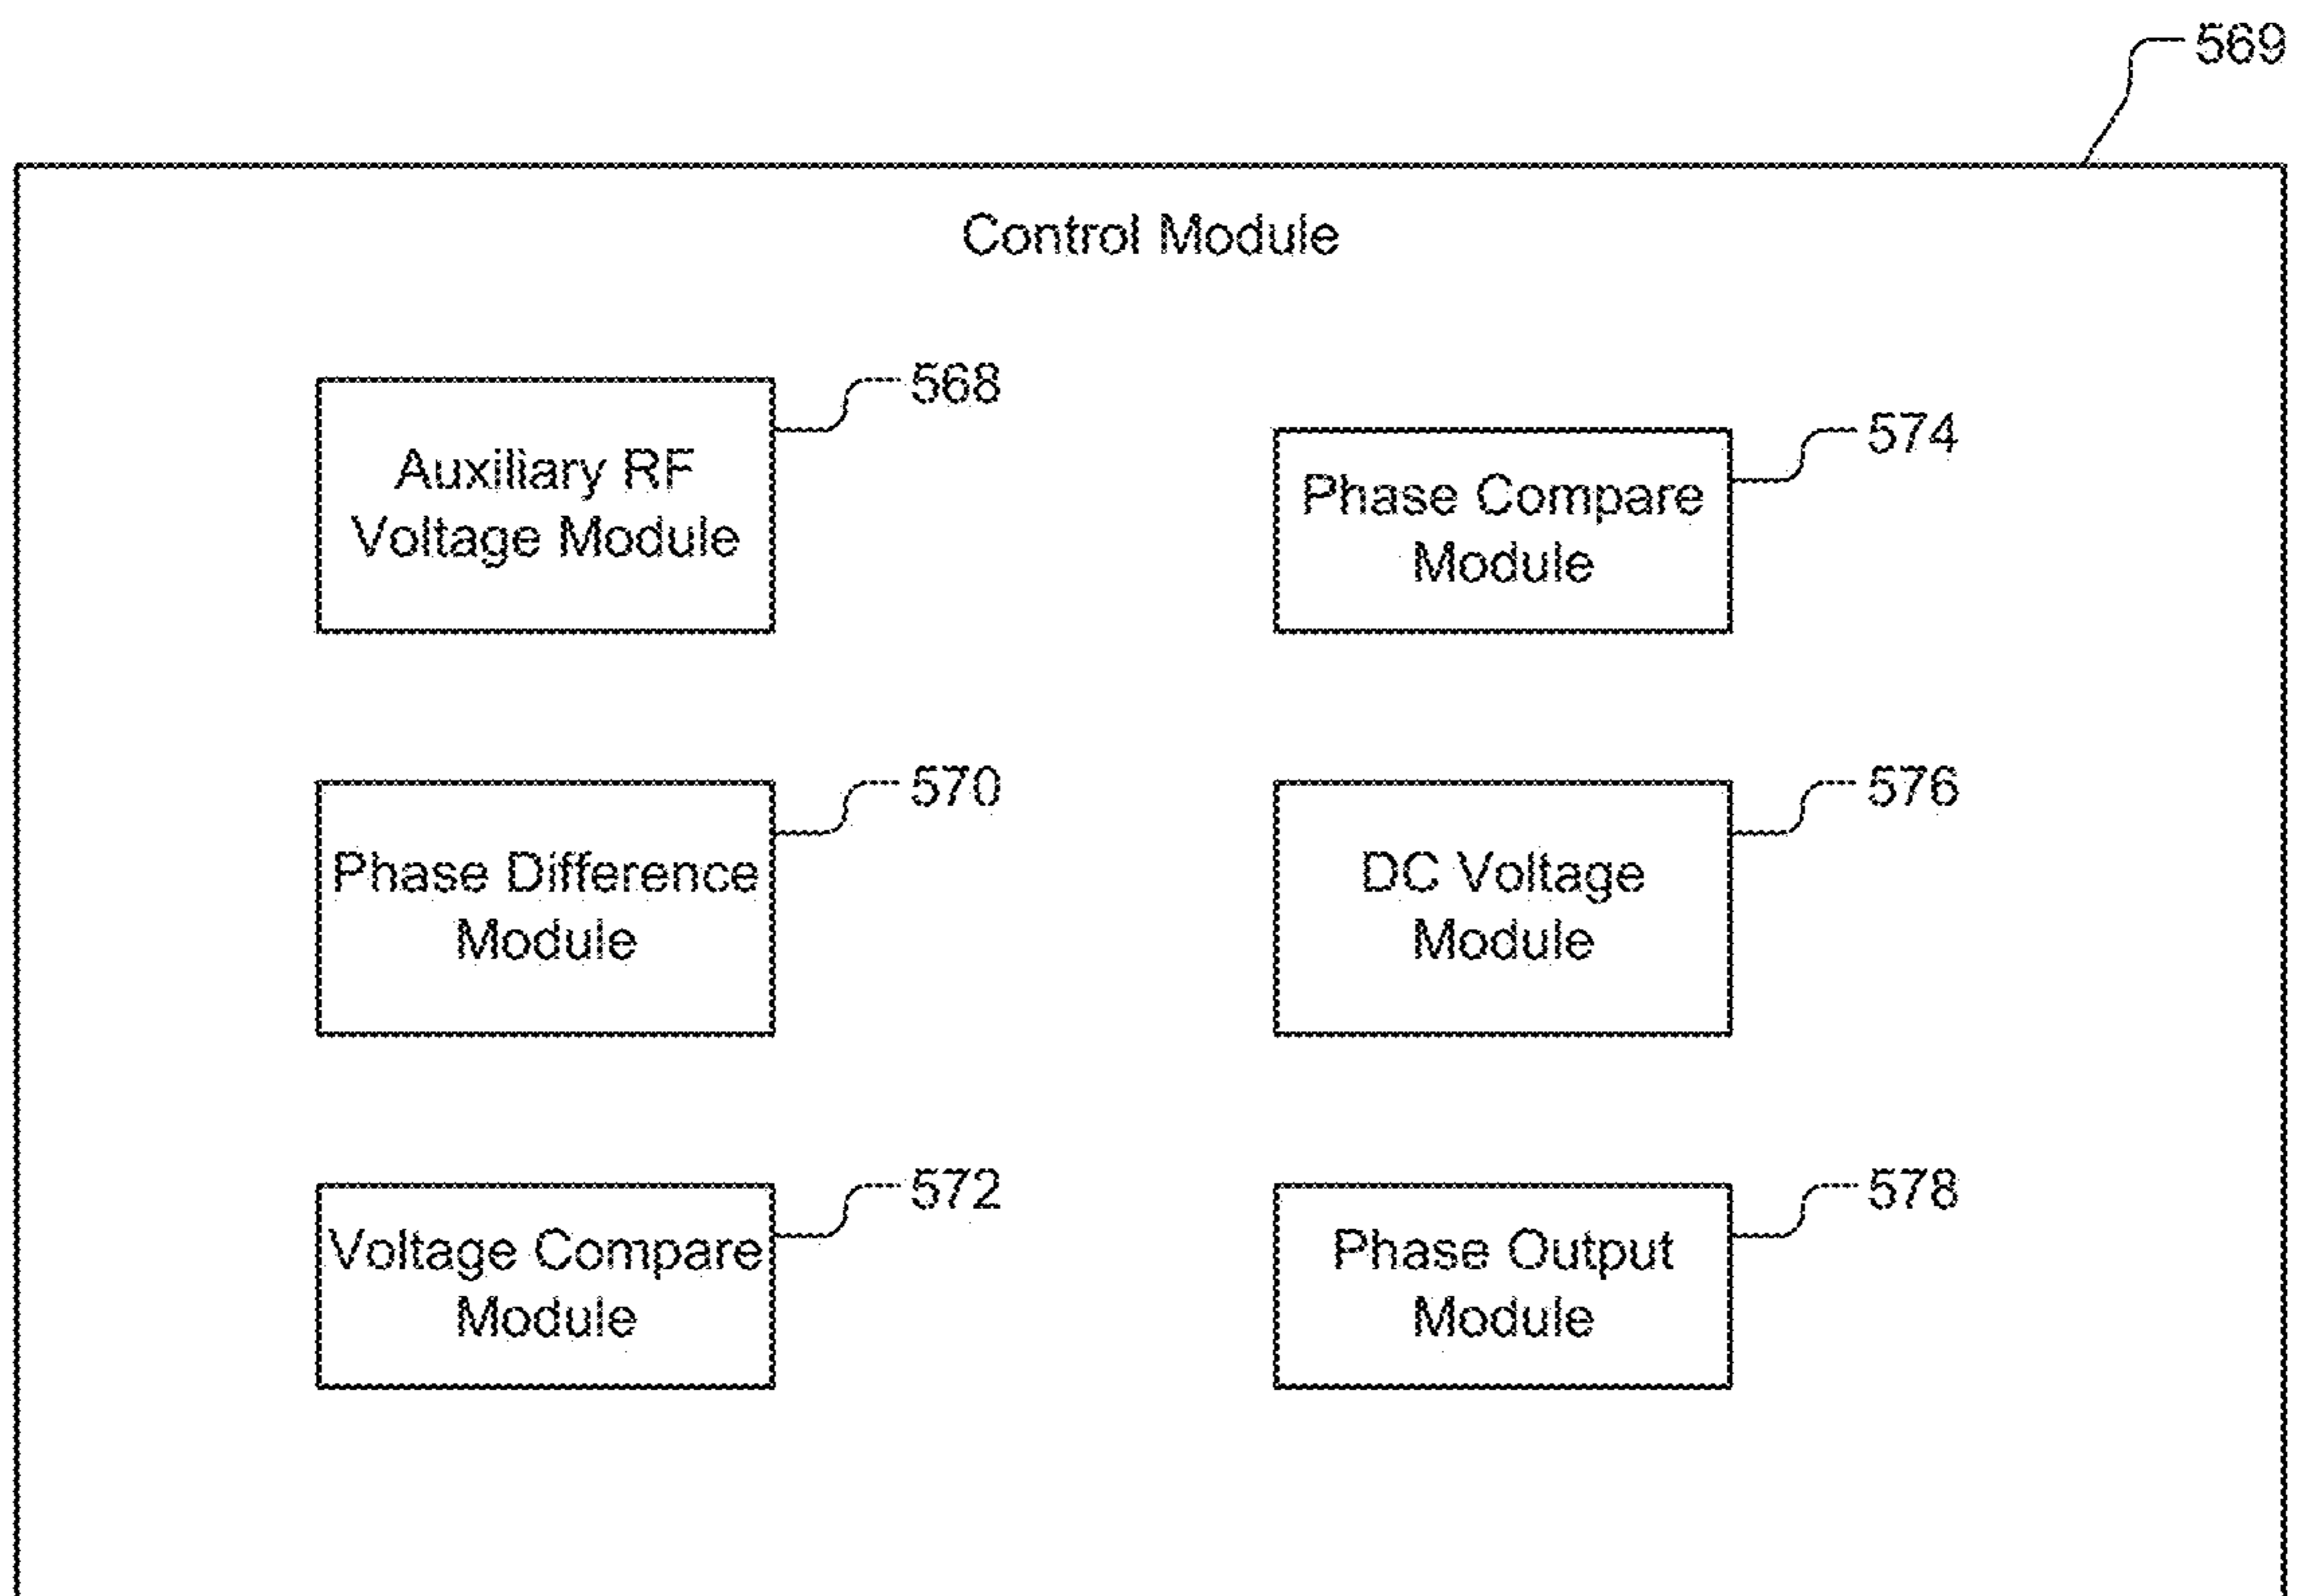 569
Control Module
568
Auxiliary RF
Voltage Module
574
Phase Compare
Module
570
Phase Difference
Module
576
DC Voltage
Module
572
Voltage Compare
Module
578
Phase Output
Module